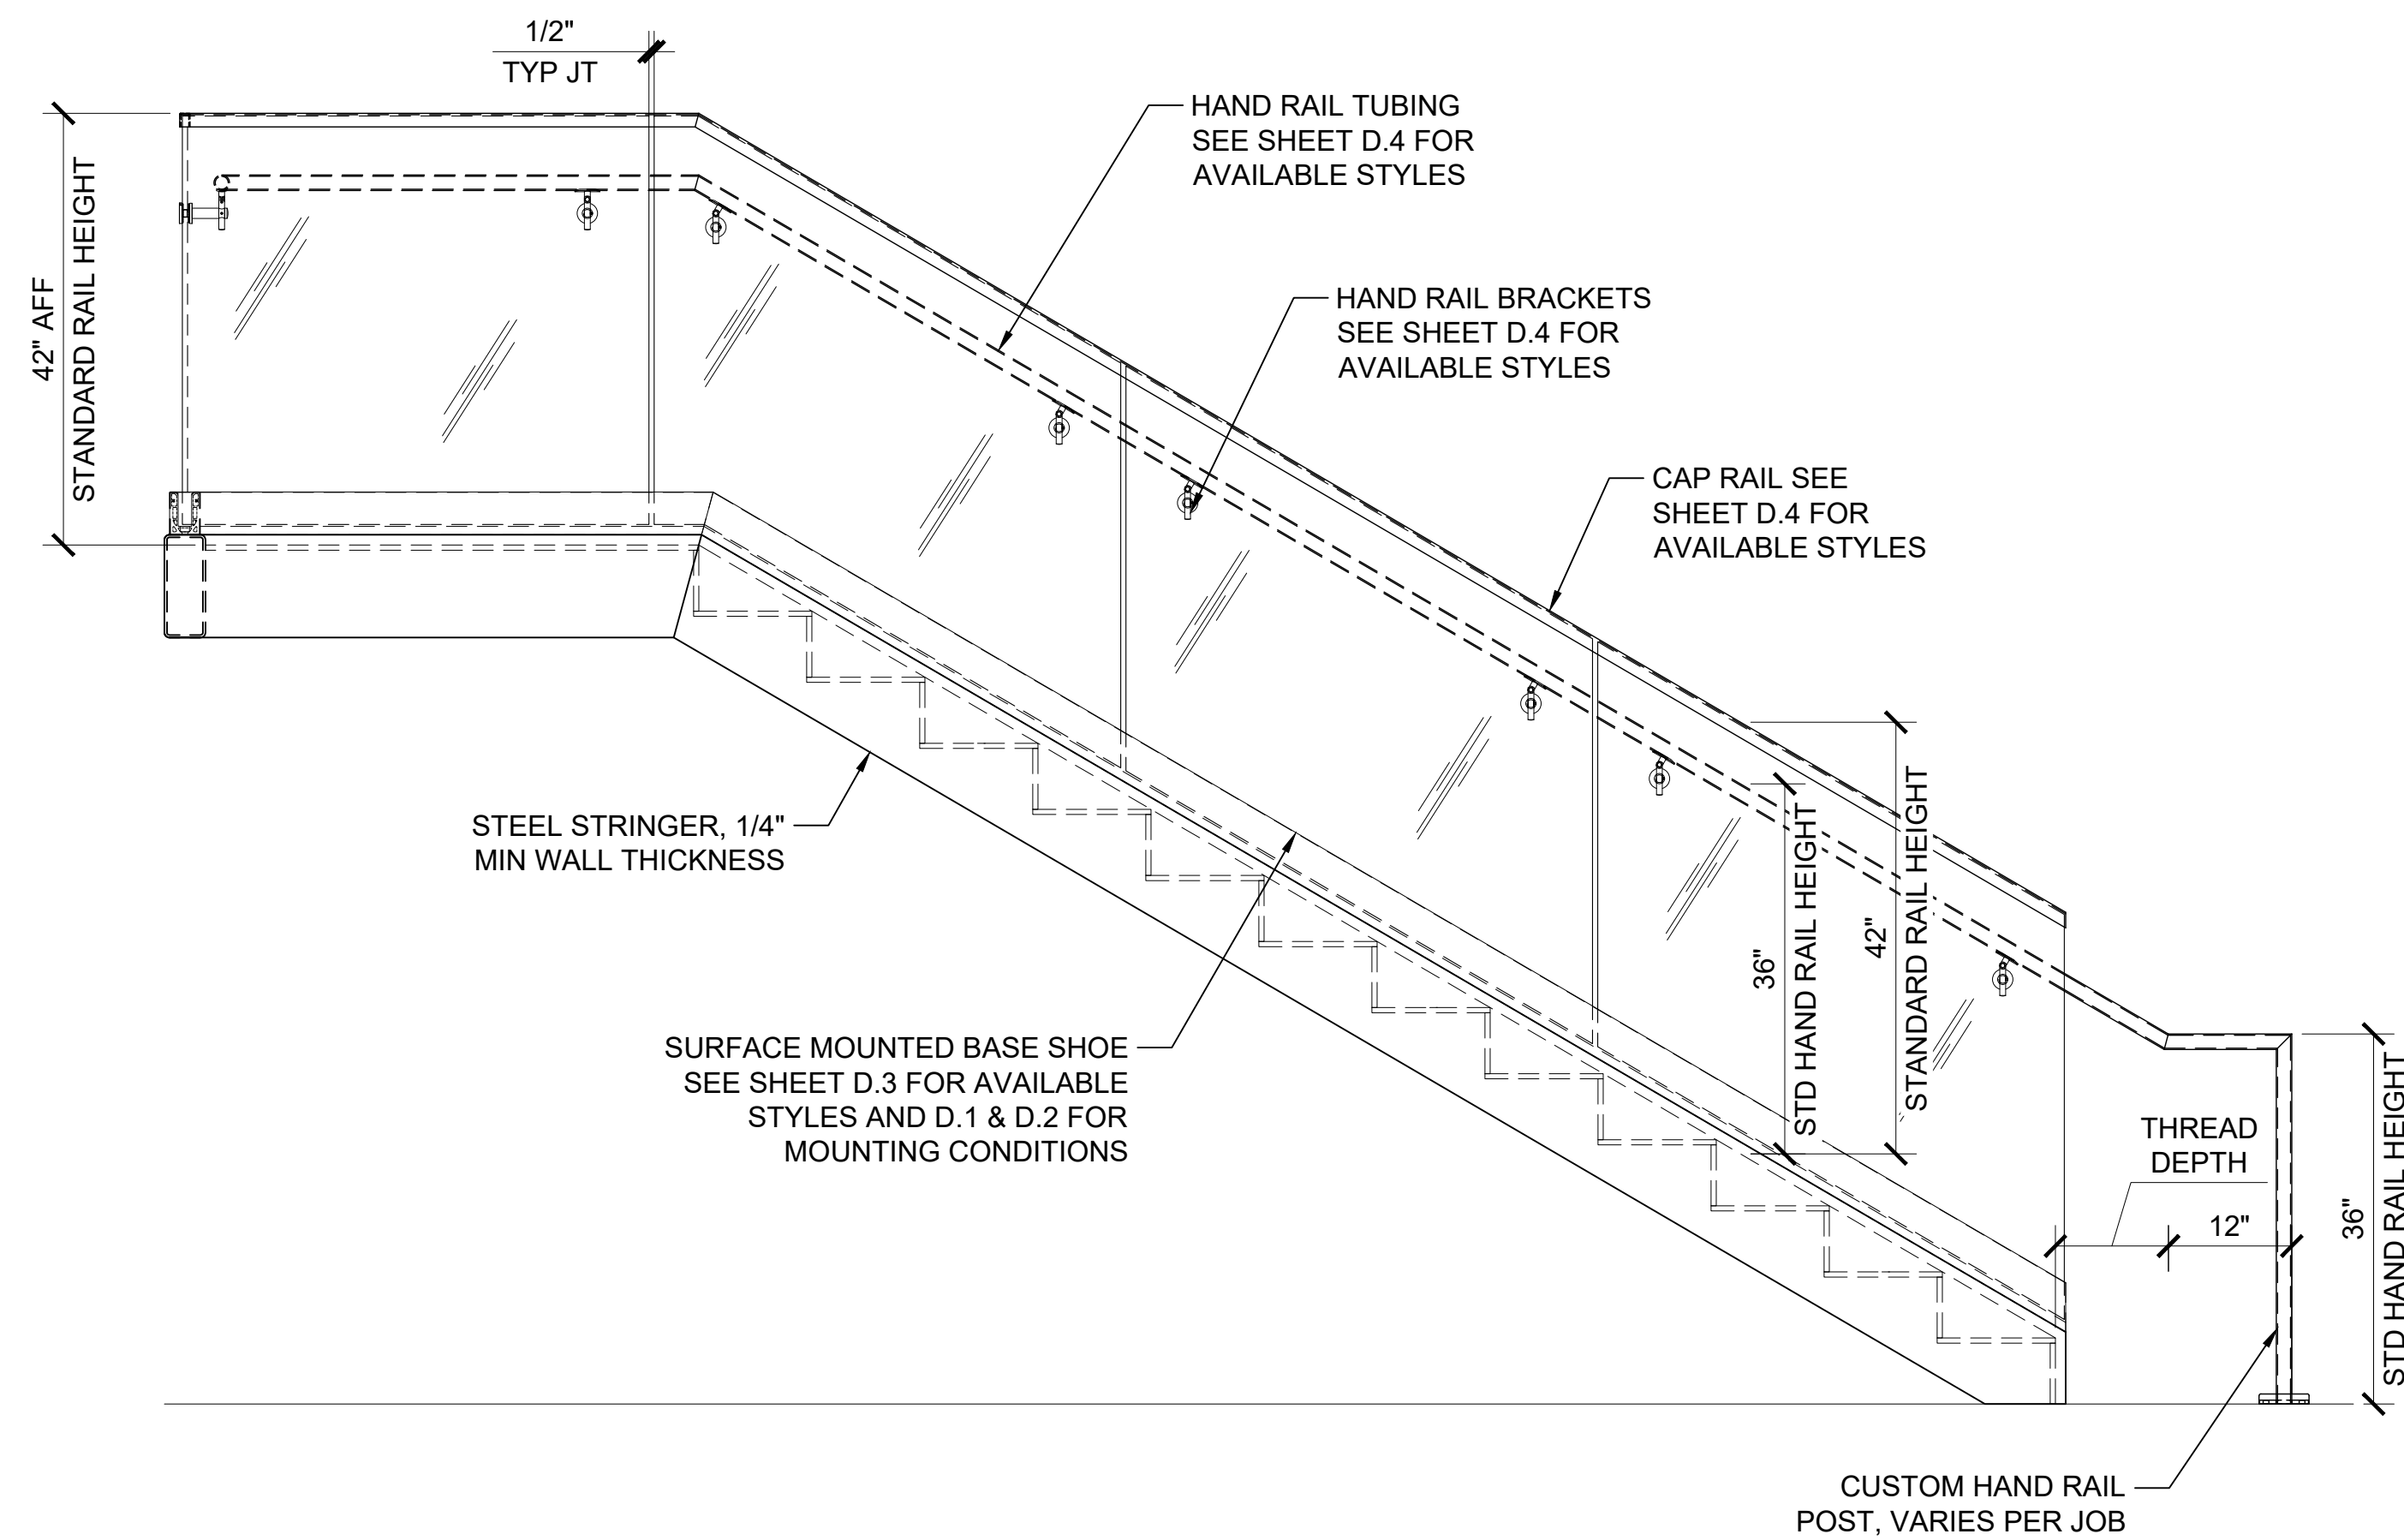 1/2"
TYP JT
HAND RAIL TUBING
SEE SHEET D.4 FOR
AVAILABLE STYLES
42" AFF
STANDARD RAIL HEIGHT
HAND RAIL BRACKETS
SEE SHEET D.4 FOR
AVAILABLE STYLES
CAP RAIL SEE
SHEET D.4 FOR
AVAILABLE STYLES
STEEL STRINGER, 1/4"
MIN WALL THICKNESS
SURFACE MOUNTED BASE SHOE
SEE SHEET D.3 FOR AVAILABLE
STYLES AND D.1 & D.2 FOR
MOUNTING CONDITIONS
36"
STD HAND RAIL HEIGHT
42"
STANDARD RAIL HEIGHT
THREAD
DEPTH
12"
36"
STD HAND RAIL HEIGHT
CUSTOM HAND RAIL
POST, VARIES PER JOB